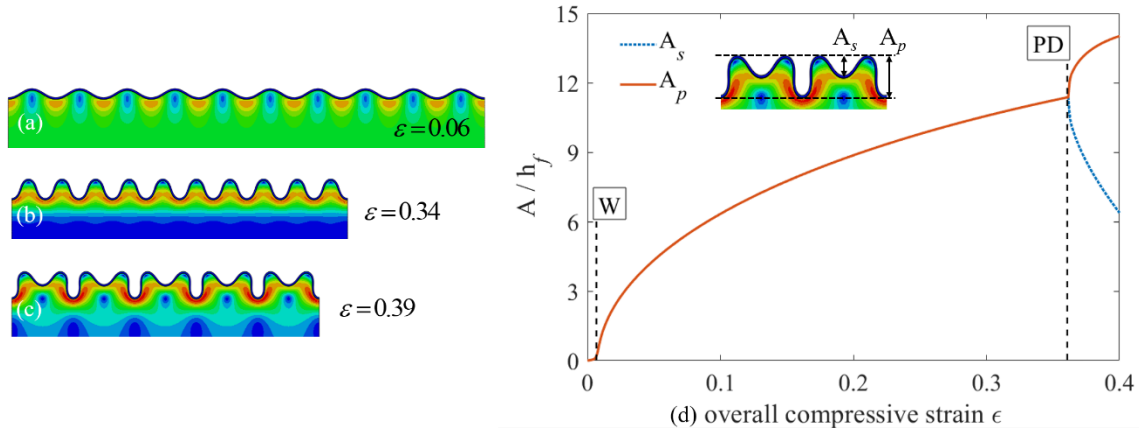 (a)
ε=0.06
(b)
ε=0.34
(c)
ε=0.39
15
12
9
6
3
0
A / h_f
A_s
A_p
A_s
A_p
PD
W
0
0.1
0.2
0.3
0.4
(d) overall compressive strain ϵ